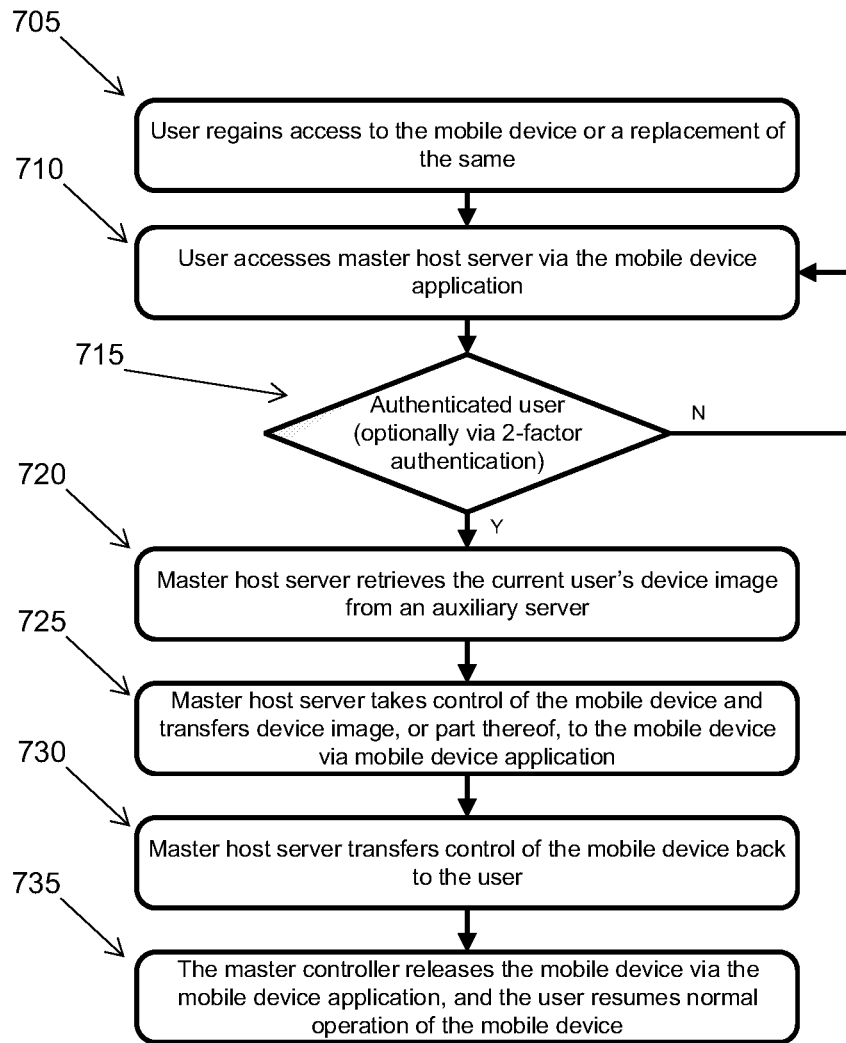 705
User regains access to the mobile device or a replacement of
the same
710
User accesses master host server via the mobile device
application
715
Authenticated user
(optionally via 2-factor
authentication)
N
Y
720
Master host server retrieves the current user's device image
from an auxiliary server
725
Master host server takes control of the mobile device and
transfers device image, or part thereof, to the mobile device
via mobile device application
730
Master host server transfers control of the mobile device back
to the user
735
The master controller releases the mobile device via the
mobile device application, and the user resumes normal
operation of the mobile device